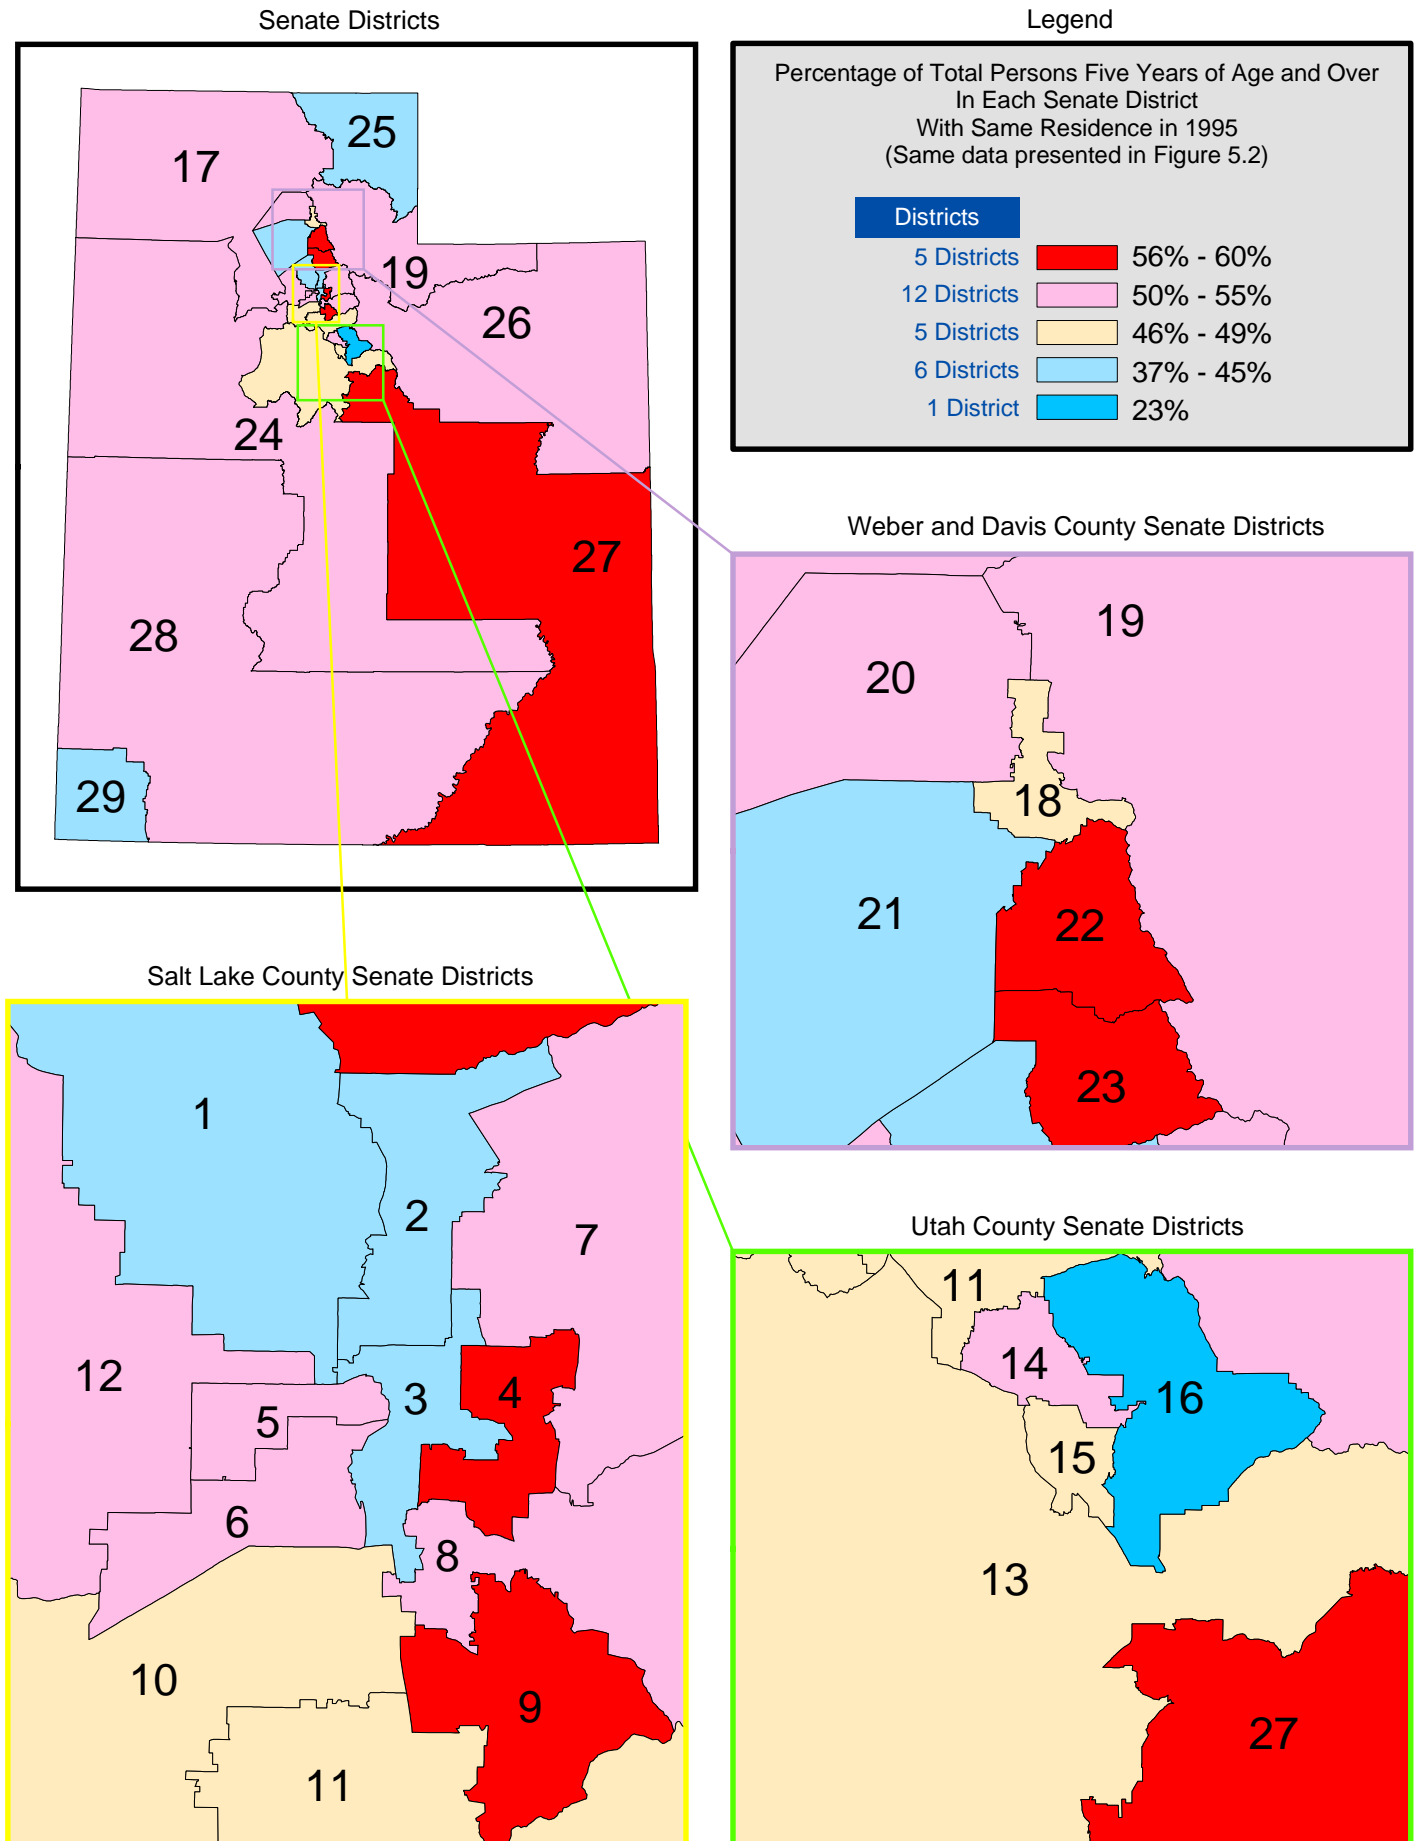 Senate Districts
17
25
19
26
24
27
28
29
Legend
Percentage of Total Persons Five Years of Age and Over
In Each Senate District
With Same Residence in 1995
(Same data presented in Figure 5.2)
Districts
5 Districts 56% - 60%
12 Districts 50% - 55%
5 Districts 46% - 49%
6 Districts 37% - 45%
1 District 23%
Weber and Davis County Senate Districts
19
20
18
21
22
23
Salt Lake County Senate Districts
1
2
7
12
3
4
5
6
8
10
9
11
Utah County Senate Districts
11
14
16
15
13
27